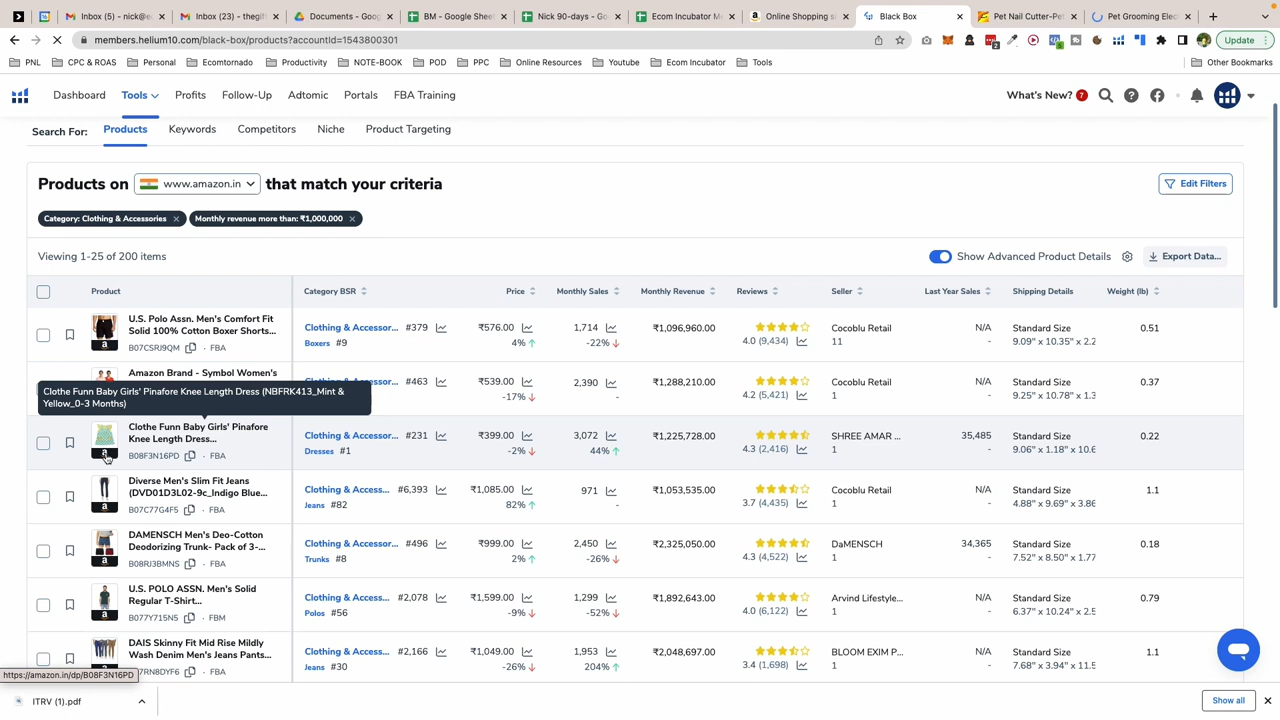 Inbox (5) - nick@e
Inbox (23) - thegif
Documents - Goog
BM - Google Shee
Nick 90-days - Go
Ecom Incubator M
Online Shopping s
Black Box
Pet Nail Cutter-Pe
Pet Grooming Elec
members.helium10.com/black-box/products?accountId=1543800301
Update
PNL
CPC & ROAS
Personal
Ecomtornado
Productivity
NOTE-BOOK
POD
PPC
Online Resources
Youtube
Ecom Incubator
Tools
Other Bookmarks
Dashboard
Tools
Profits
Follow-Up
Adtomic
Portals
FBA Training
What's New? 7
Search For:
Products
Keywords
Competitors
Niche
Product Targeting
Products on www.amazon.in that match your criteria
Edit Filters
Category: Clothing & Accessories
Monthly revenue more than: ₹1,000,000
Viewing 1-25 of 200 items
Show Advanced Product Details
Export Data...
Product
Category BSR
Price
Monthly Sales
Monthly Revenue
Reviews
Seller
Last Year Sales
Shipping Details
Weight (lb)
U.S. Polo Assn. Men's Comfort Fit
Solid 100% Cotton Boxer Shorts...
B07CSRJ9QM · FBA
Clothing & Accessor... #379
Boxers #9
₹576.00
4%
1,714
-22%
₹1,096,960.00
4.0 (9,434)
Cocoblu Retail
11
N/A
-
Standard Size
9.09" x 10.35" x 2.2
0.51
Amazon Brand - Symbol Women's
#463
₹539.00
-17%
2,390
-
₹1,288,210.00
4.2 (5,421)
Cocoblu Retail
1
N/A
-
Standard Size
9.25" x 10.78" x 1.3
0.37
Clothe Funn Baby Girls' Pinafore Knee Length Dress (NBFRK413_Mint &
Yellow_0-3 Months)
Clothe Funn Baby Girls' Pinafore
Knee Length Dress...
B08F3N16PD · FBA
Clothing & Accessor... #231
Dresses #1
₹399.00
-2%
3,072
44%
₹1,225,728.00
4.3 (2,416)
SHREE AMAR ...
1
35,485
-
Standard Size
9.06" x 1.18" x 10.6
0.22
Diverse Men's Slim Fit Jeans
(DVD01D3L02-9c_Indigo Blue...
B07C77G4F5 · FBA
Clothing & Access... #6,393
Jeans #82
₹1,085.00
82%
971
-
₹1,053,535.00
3.7 (4,435)
Cocoblu Retail
1
N/A
-
Standard Size
4.88" x 9.69" x 3.86
1.1
DAMENSCH Men's Deo-Cotton
Deodorizing Trunk- Pack of 3-...
B08RJ3BMNS · FBA
Clothing & Accessor... #496
Trunks #8
₹999.00
2%
2,450
-26%
₹2,325,050.00
4.3 (4,522)
DaMENSCH
1
34,365
-
Standard Size
7.52" x 8.50" x 1.77
0.18
U.S. POLO ASSN. Men's Solid
Regular T-Shirt...
B077Y715N5 · FBM
Clothing & Access... #2,078
Polos #56
₹1,599.00
-9%
1,299
-52%
₹1,892,643.00
4.0 (6,122)
Arvind Lifestyle...
1
N/A
-
Standard Size
6.37" x 10.24" x 2.5
0.79
DAIS Skinny Fit Mid Rise Mildly
Wash Denim Men's Jeans Pants...
7RN8DYF6 · FBA
Clothing & Access... #2,166
Jeans #30
₹1,049.00
-26%
1,953
204%
₹2,048,697.00
3.4 (1,698)
BLOOM EXIM P...
1
N/A
-
Standard Size
7.68" x 3.94" x 11.5
1.1
https://amazon.in/dp/B08F3N16PD
ITRV (1).pdf
Show all